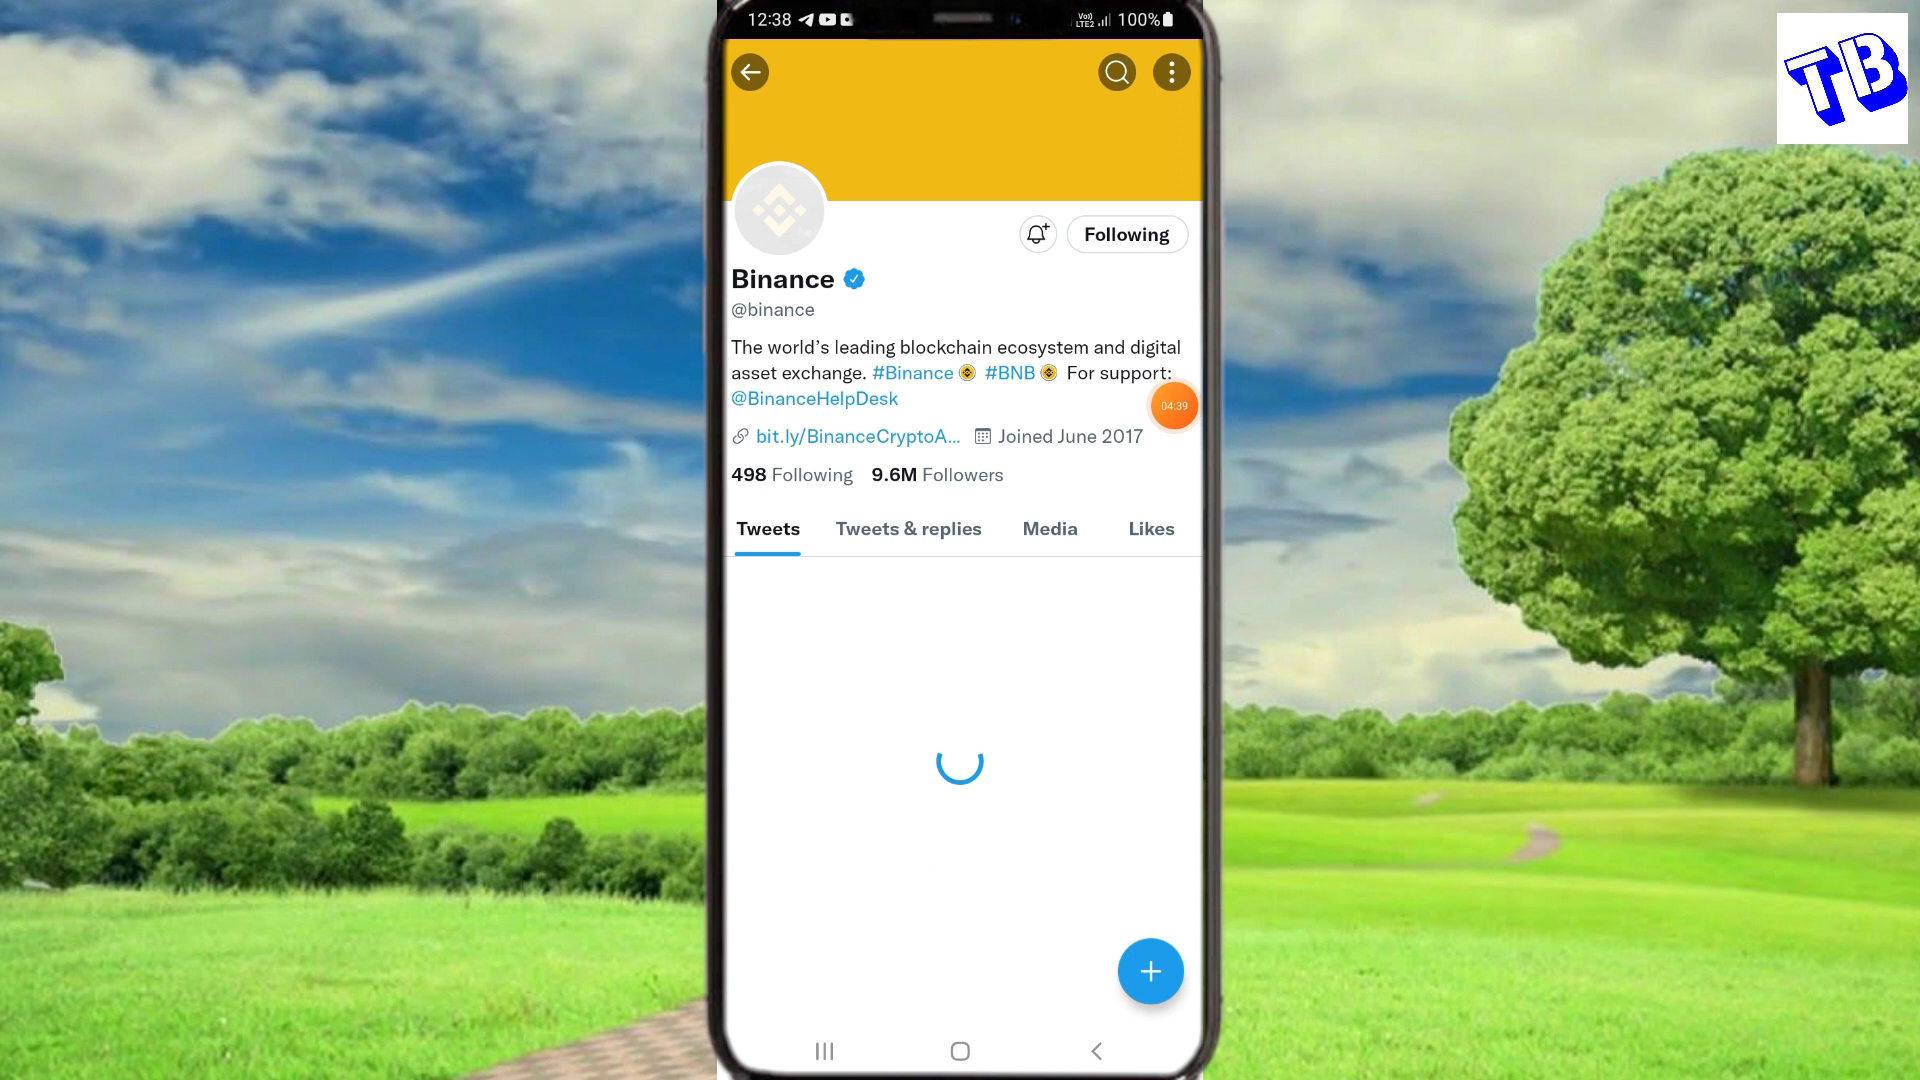 12:38
Vo)) LTE2 100%
TB
Following
Binance
@binance
The world’s leading blockchain ecosystem and digital
asset exchange. #Binance #BNB For support:
@BinanceHelpDesk
04:39
bit.ly/BinanceCryptoA... Joined June 2017
498 Following 9.6M Followers
Tweets Tweets & replies Media Likes